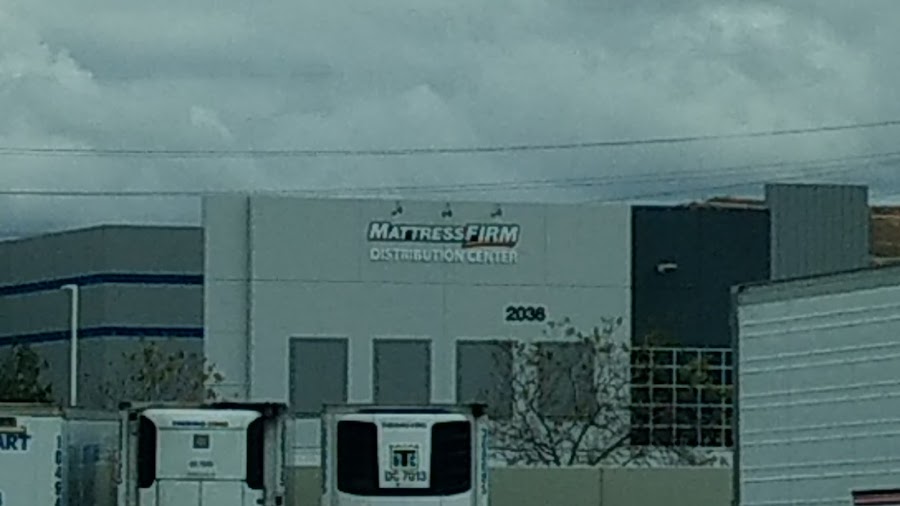 MATTRESSFIRM
DISTRIBUTION CENTER
2036
ART
DC 7013